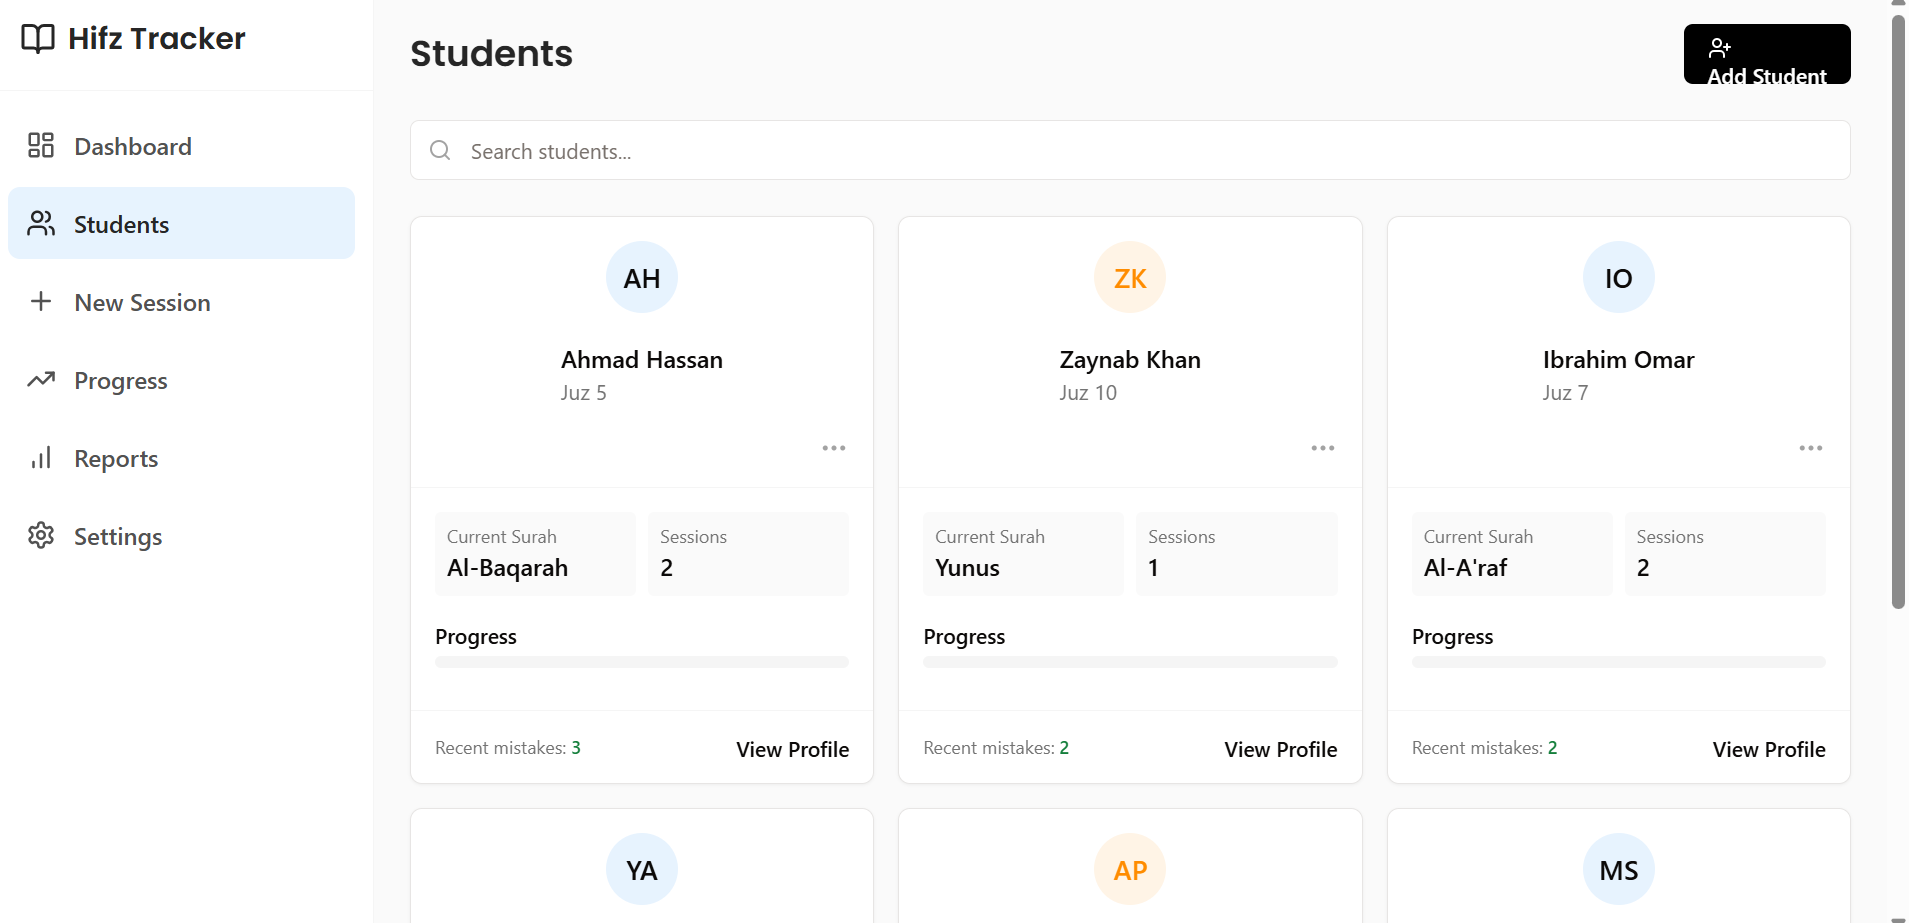 Hifz Tracker
Dashboard
Students
New Session
Progress
Reports
Settings
Students
Add Student
Search students...
AH
Ahmad Hassan
Juz 5
Current Surah
Al-Baqarah
Sessions
2
Progress
Recent mistakes: 3
View Profile
ZK
Zaynab Khan
Juz 10
Current Surah
Yunus
Sessions
1
Progress
Recent mistakes: 2
View Profile
IO
Ibrahim Omar
Juz 7
Current Surah
Al-A'raf
Sessions
2
Progress
Recent mistakes: 2
View Profile
YA
AP
MS